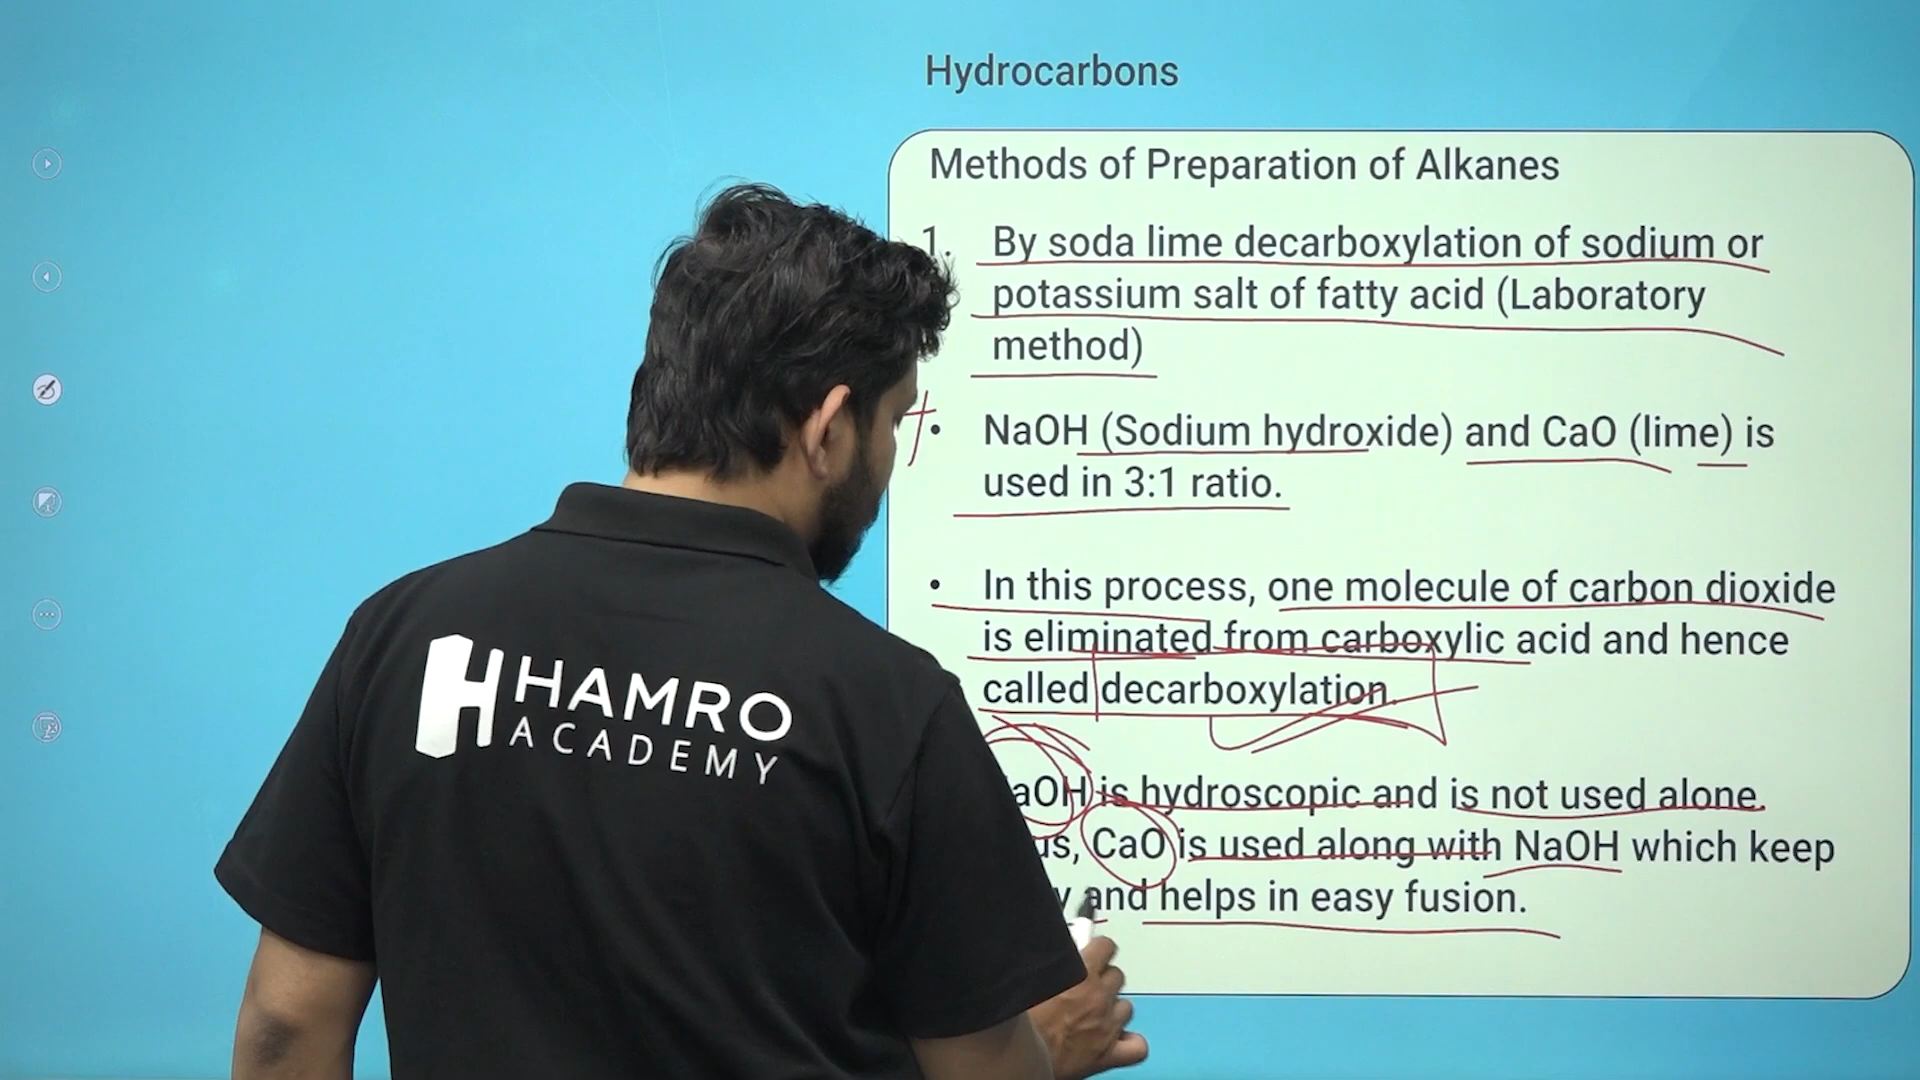 Hydrocarbons
Methods of Preparation of Alkanes
1. By soda lime decarboxylation of sodium or
potassium salt of fatty acid (Laboratory
method)
• NaOH (Sodium hydroxide) and CaO (lime) is
used in 3:1 ratio.
• In this process, one molecule of carbon dioxide
is eliminated from carboxylic acid and hence
called decarboxylation.
is hydroscopic and is not used alone.
CaO is used along with NaOH which keep
and helps in easy fusion.
HAMRO
ACADEMY